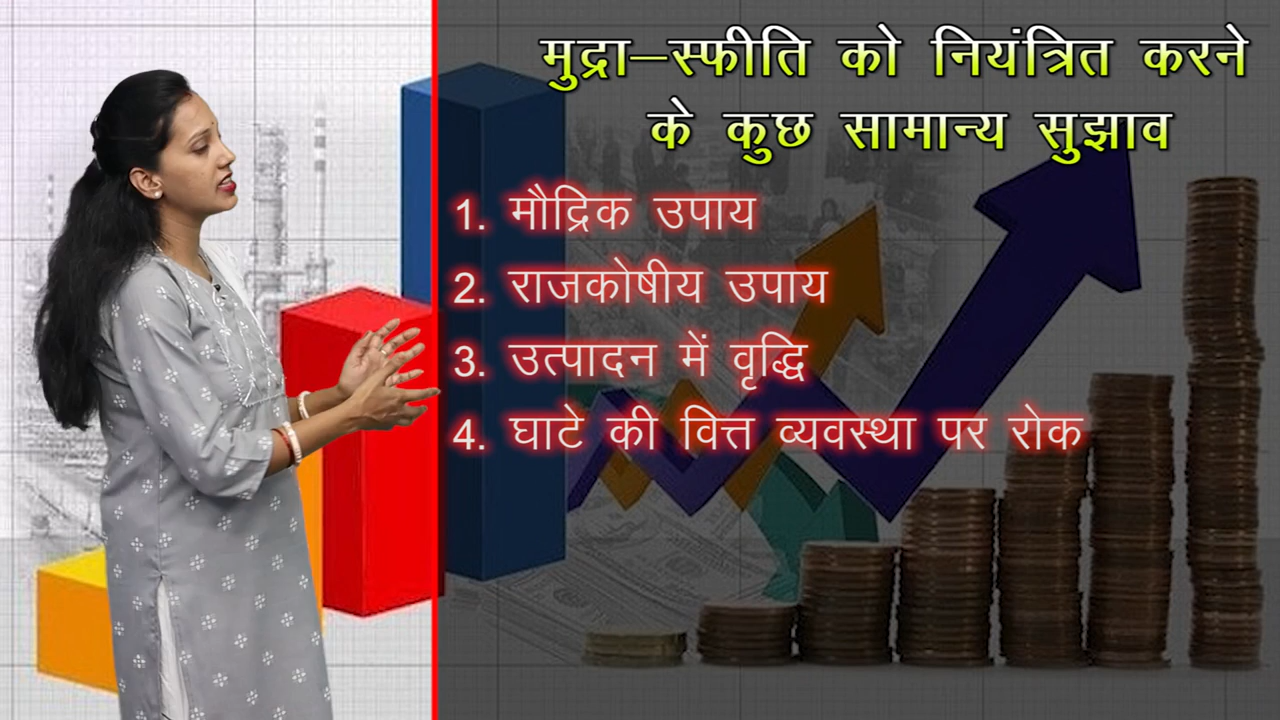 मुद्रा–स्फीति को नियंत्रित करने
के कुछ सामान्य सुझाव
1. मौद्रिक उपाय
2. राजकोषीय उपाय
3. उत्पादन में वृद्धि
4. घाटे की वित्त व्यवस्था पर रोक